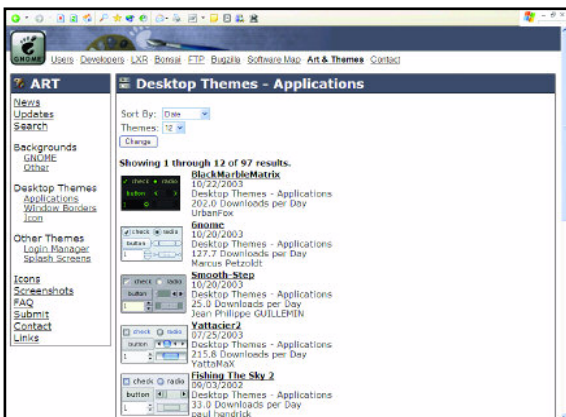 GNOME Users Developers LXR Bonsai FTP Bugzilla Software Map Art & Themes Contact
ART
News
Updates
Search
Backgrounds
GNOME
Other
Desktop Themes
Applications
Window Borders
Icon
Other Themes
Login Manager
Splash Screens
Icons
Screenshots
FAQ
Submit
Contact
Links
Desktop Themes - Applications
Sort By: Date
Themes: 12
Change
Showing 1 through 12 of 97 results.
check radio
button
1
BlackMarbleMatrix
10/22/2003
Desktop Themes - Applications
202.0 Downloads per Day
UrbanFox
check radio
button
1
Gnome
10/20/2003
Desktop Themes - Applications
127.7 Downloads per Day
Marcus Petzoldt
check radio
button
1
Smooth-Step
10/20/2003
Desktop Themes - Applications
25.0 Downloads per Day
Jean Philippe GUILLEMIN
check radio
button
1
Yattacier2
07/25/2003
Desktop Themes - Applications
215.8 Downloads per Day
YattaMaX
check radio
button
1
Fishing The Sky 2
09/03/2002
Desktop Themes - Applications
33.0 Downloads per Day
paul hendrick